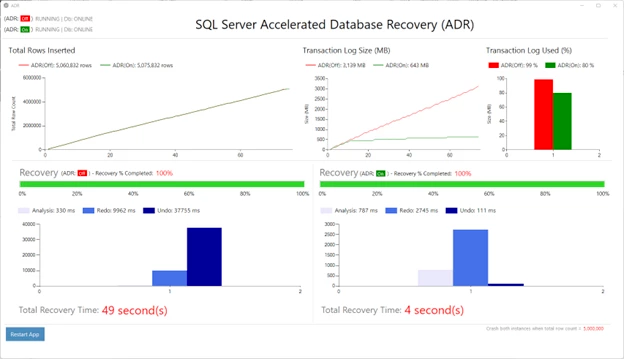 ADR
(ADR: Off ) RUNNING | Db: ONLINE
(ADR: On ) RUNNING | Db: ONLINE
SQL Server Accelerated Database Recovery (ADR)
Total Rows Inserted
ADR(Off): 5,060,832 rows ADR(On): 5,075,832 rows
Total Row Count
6000000
4000000
2000000
0
0 20 40 60
Transaction Log Size (MB)
ADR(Off): 3,139 MB ADR(On): 643 MB
Size (MB)
3500
3000
2500
2000
1500
1000
500
0
0 20 40 60
Transaction Log Used (%)
ADR(Off): 99 % ADR(On): 80 %
Size (MB)
100
80
60
40
20
0
0 1 2
Recovery (ADR: Off ) - Recovery % Completed: 100%
0% 20% 40% 60% 80% 100%
Analysis: 330 ms Redo: 9962 ms Undo: 37755 ms
40000
30000
20000
10000
0
0 1 2
Total Recovery Time: 49 second(s)
Recovery (ADR: On ) - Recovery % Completed: 100%
0% 20% 40% 60% 80% 100%
Analysis: 787 ms Redo: 2745 ms Undo: 111 ms
3000
2500
2000
1500
1000
500
0
0 1 2
Total Recovery Time: 4 second(s)
Restart App
Crash both instances when total row count > 5,000,000